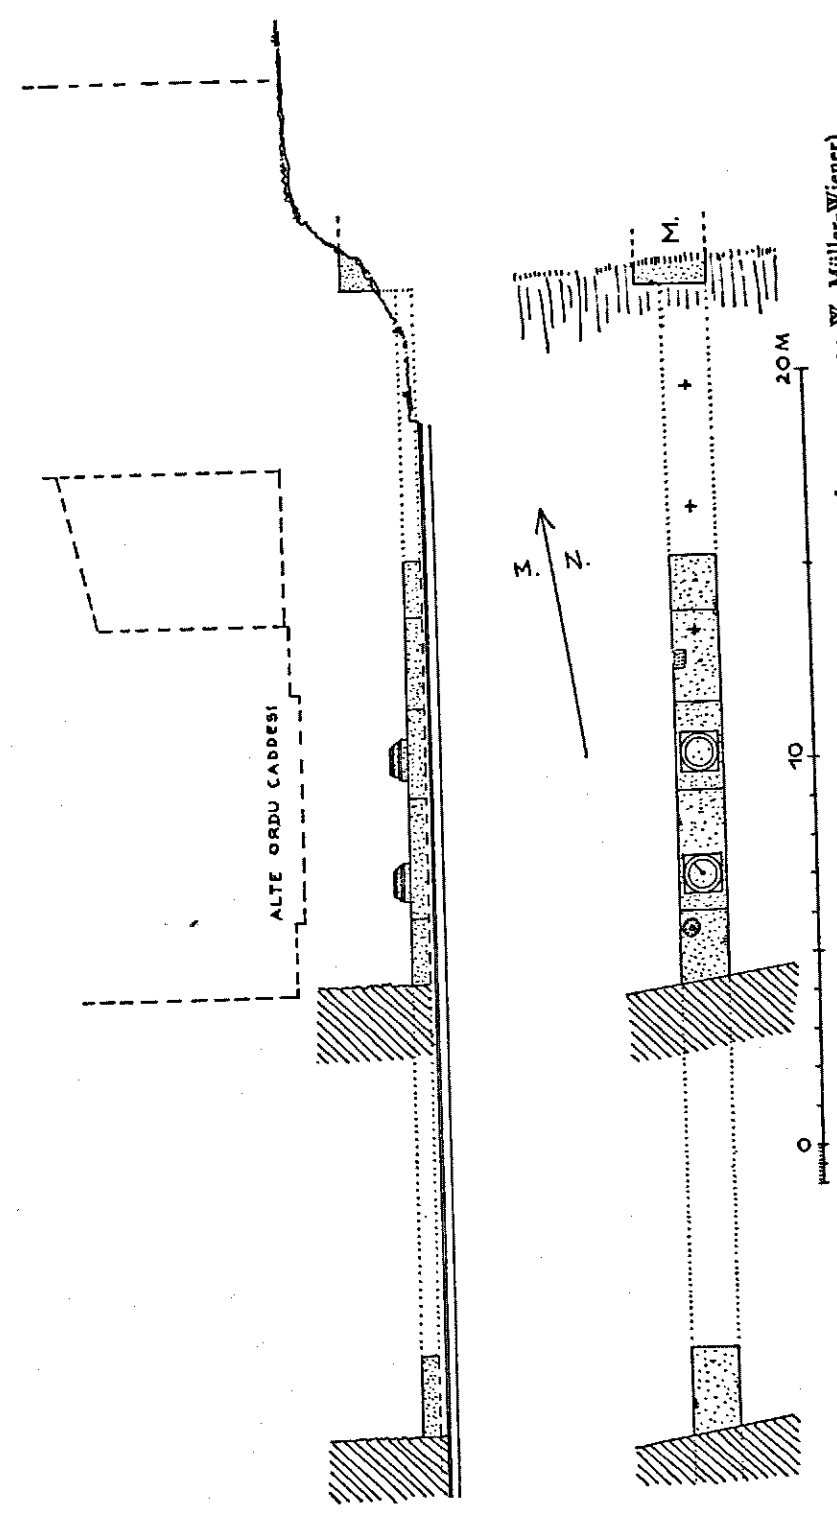 ALTE ORDU CADDESI
M.
M. N.
20 M
10
0
W. Müller-Wiener)